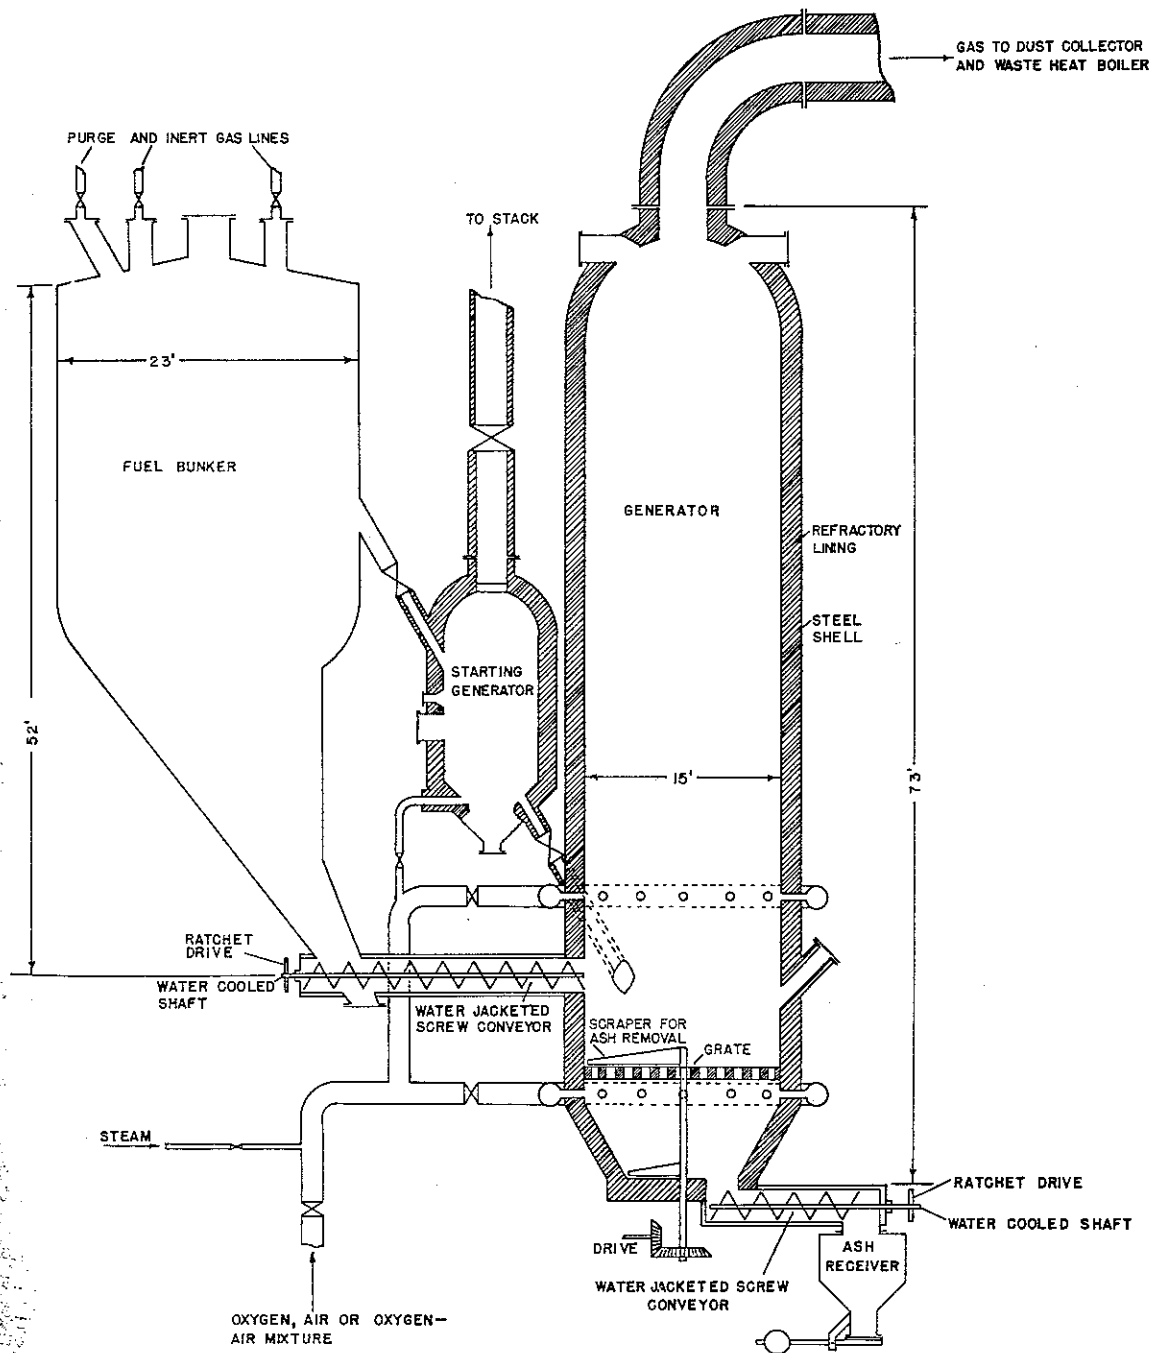 GAS TO DUST COLLECTOR
AND WASTE HEAT BOILER
PURGE AND INERT GAS LINES
TO STACK
23'
FUEL BUNKER
GENERATOR
REFRACTORY
LINING
STEEL
SHELL
STARTING
GENERATOR
52'
15'
73'
RATCHET
DRIVE
WATER COOLED
SHAFT
WATER JACKETED
SCREW CONVEYOR
SCRAPER FOR
ASH REMOVAL
GRATE
STEAM
RATCHET DRIVE
WATER COOLED SHAFT
DRIVE
ASH
RECEIVER
WATER JACKETED SCREW
CONVEYOR
OXYGEN, AIR OR OXYGEN—
AIR MIXTURE